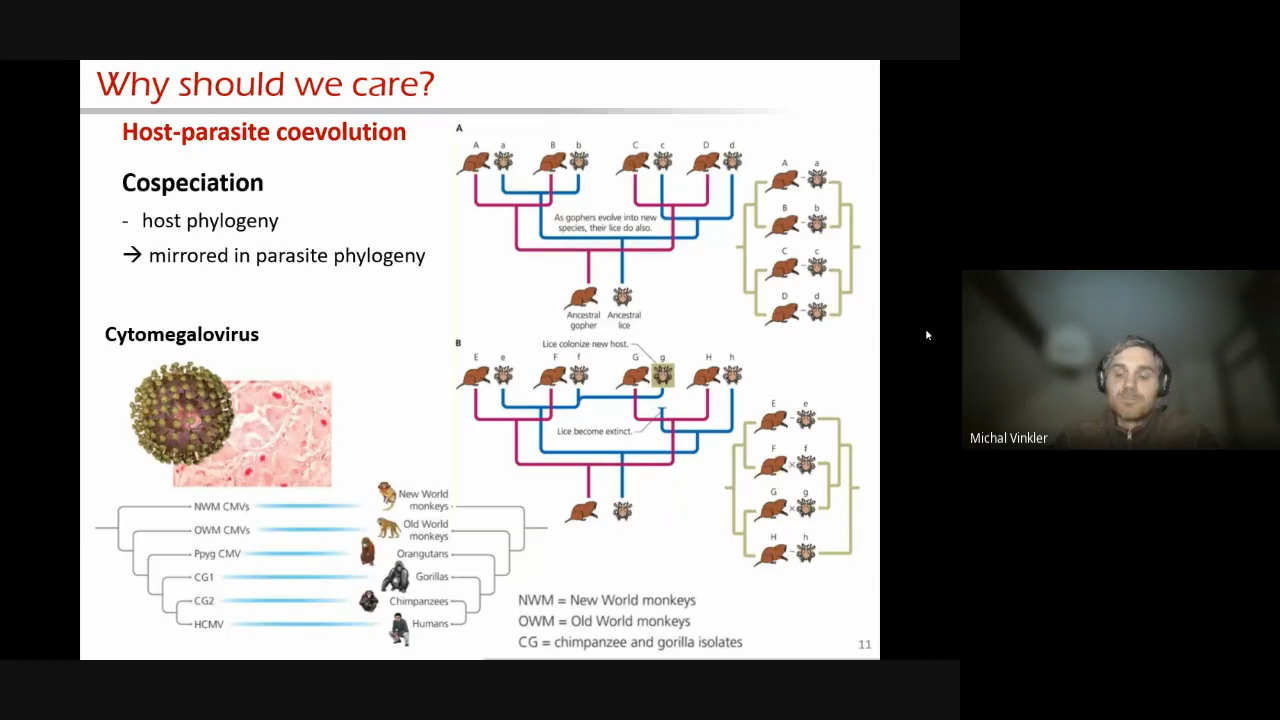 Why should we care?
Host-parasite coevolution
Cospeciation
- host phylogeny
→ mirrored in parasite phylogeny
Cytomegalovirus
NWM CMVs
OWM CMVs
Ppyg CMV
CG1
CG2
HCMV
New World
monkeys
Old World
monkeys
Orangutans
Gorillas
Chimpanzees
Humans
A
A a B b C c D d
As gophers evolve into new
species, their lice do also.
Ancestral
gopher
Ancestral
lice
A a
B b
C c
D d
B
Lice colonize new host.
E e F f G g H h
Lice become extinct.
E e
F f
×
G g
×
H h
NWM = New World monkeys
OWM = Old World monkeys
CG = chimpanzee and gorilla isolates
11
Michal Vinkler